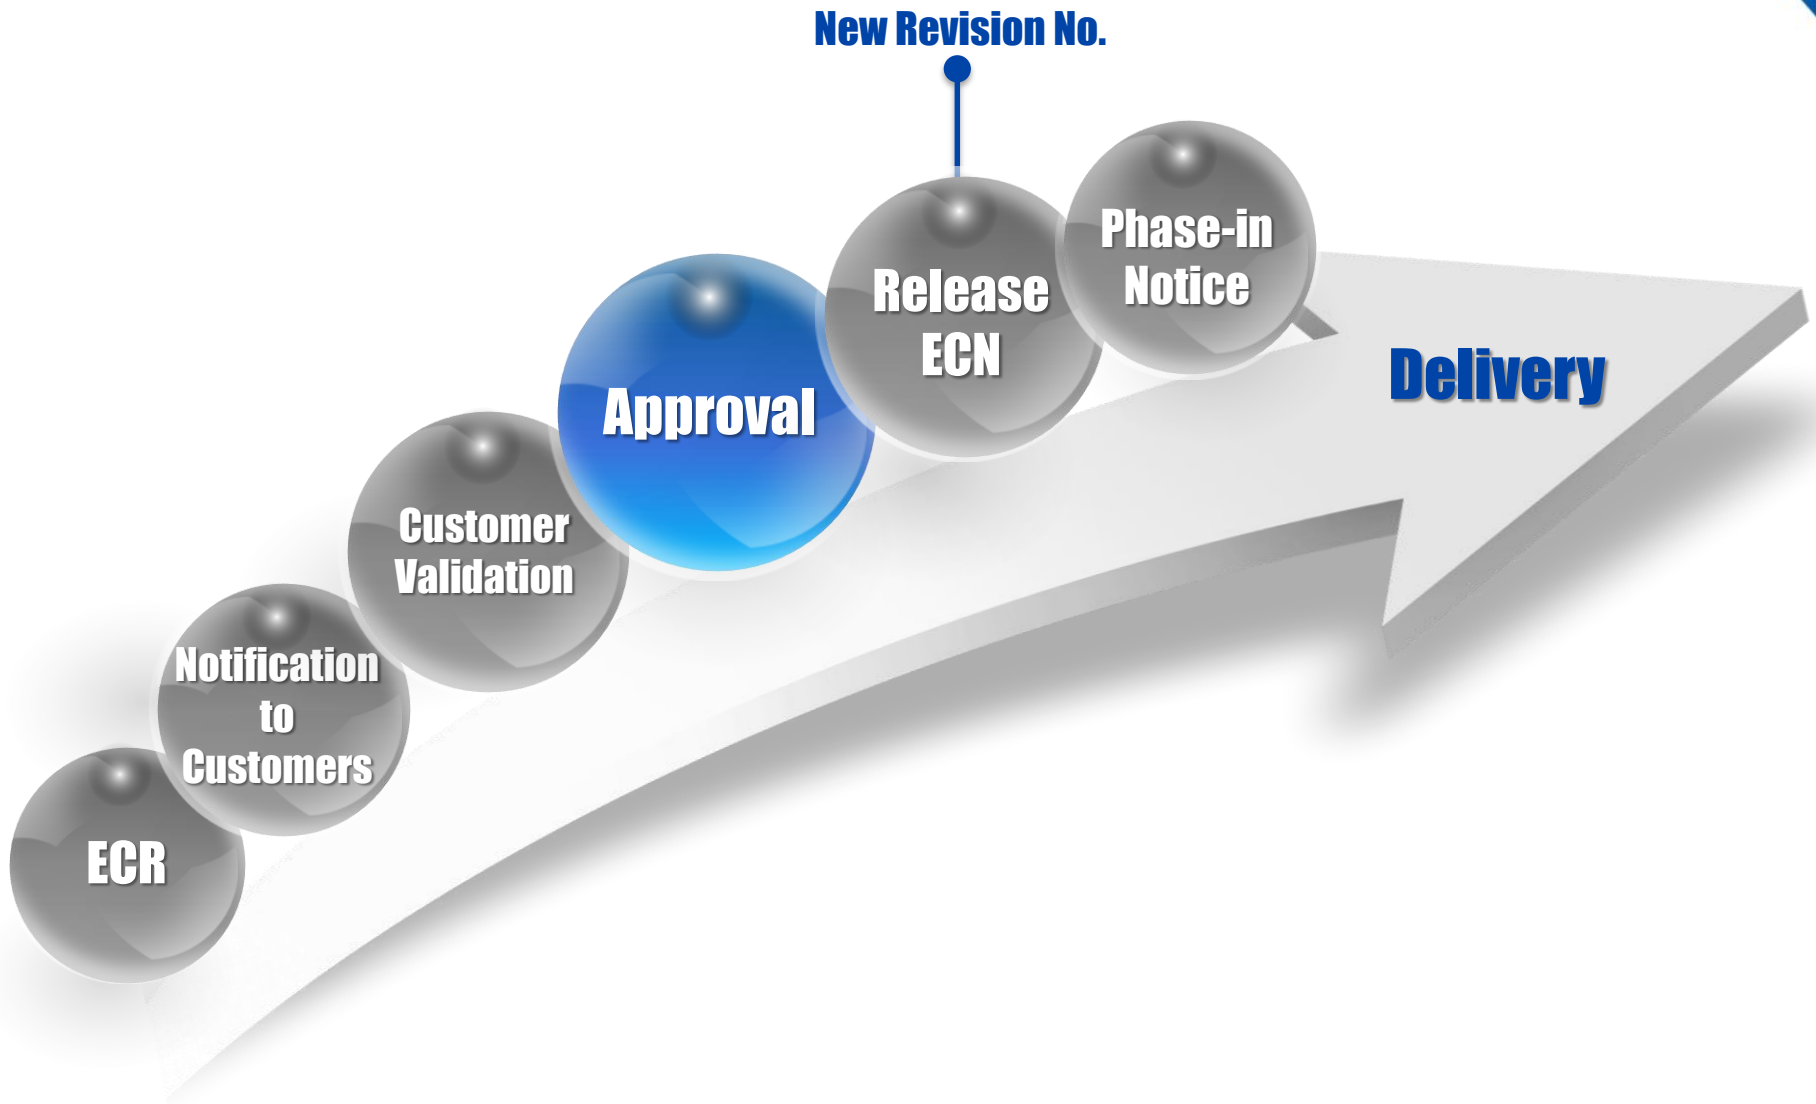 New Revision No.
Phase-in
Notice
Release
ECN
Delivery
Approval
Customer
Validation
Notification
to
Customers
ECR